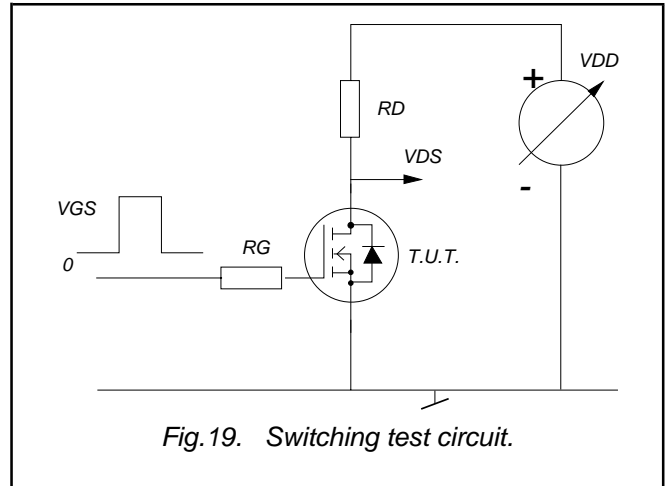 VDD
+
RD
VDS
-
VGS
RG
T.U.T.
0
Fig.19. Switching test circuit.